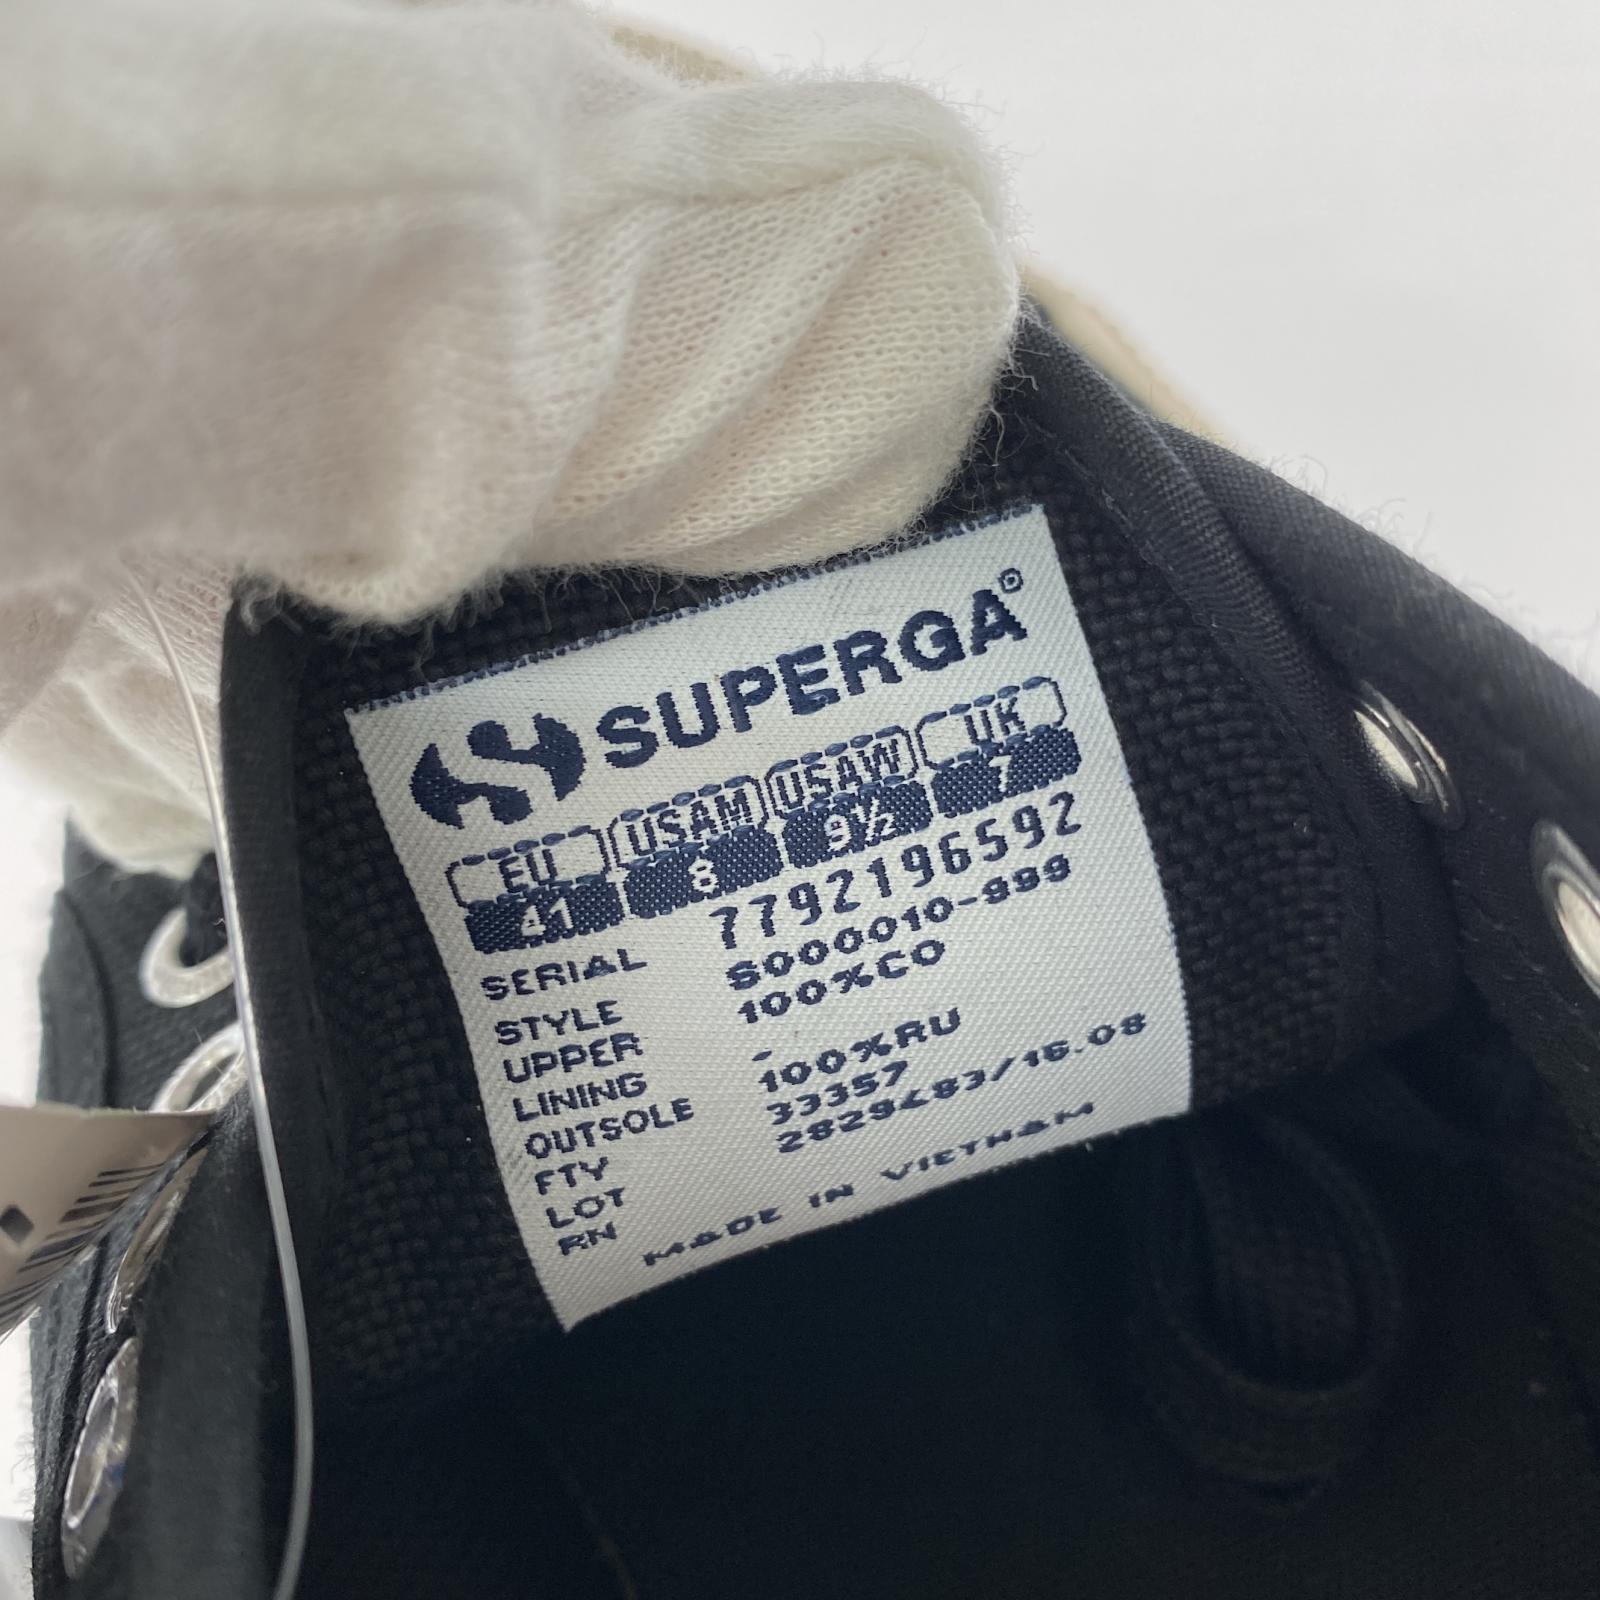 SUPERGA®
EU USAM USAW UK
41 8 9½ 7
SERIAL 7792196592
STYLE S000010-999
UPPER 100%CO
LINING -
OUTSOLE 100%RU
FTY 33357
LOT 2829483/16.08
RN
MADE IN VIETNAM